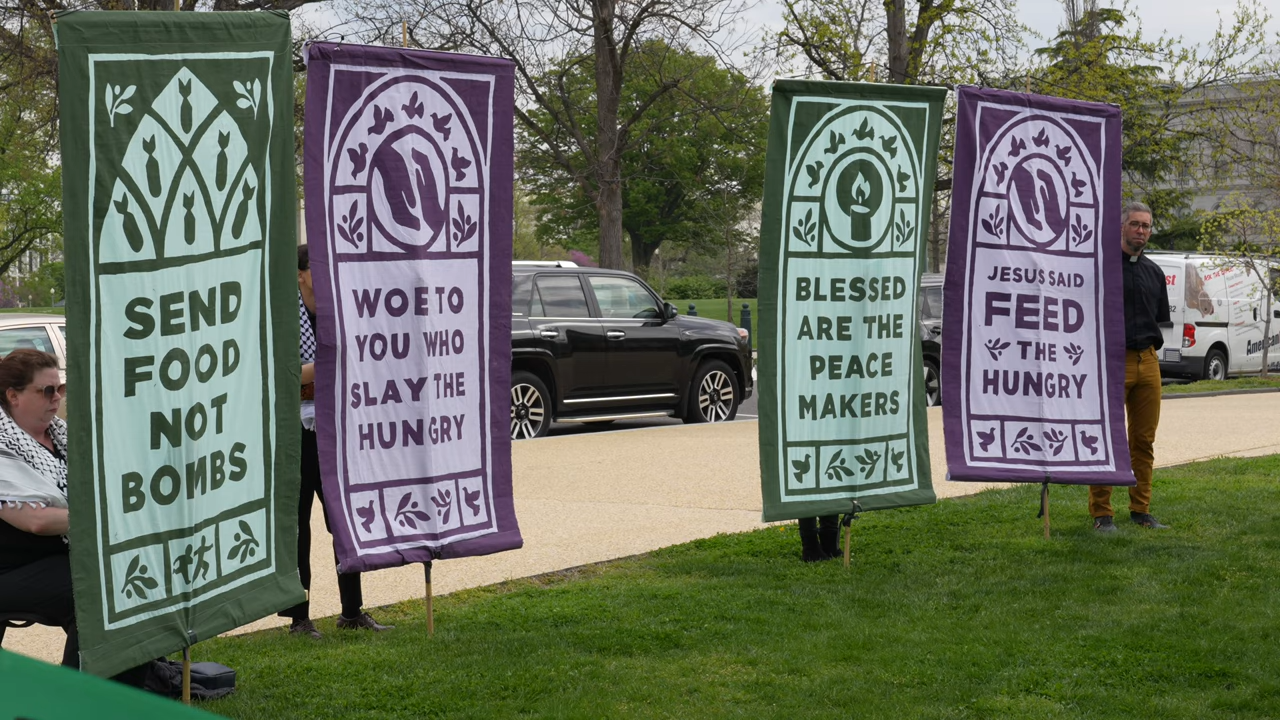 SEND
FOOD
NOT
BOMBS
WOE TO
YOU WHO
SLAY THE
HUNGRY
BLESSED
ARE THE
PEACE
MAKERS
JESUS SAID
FEED
THE
HUNGRY